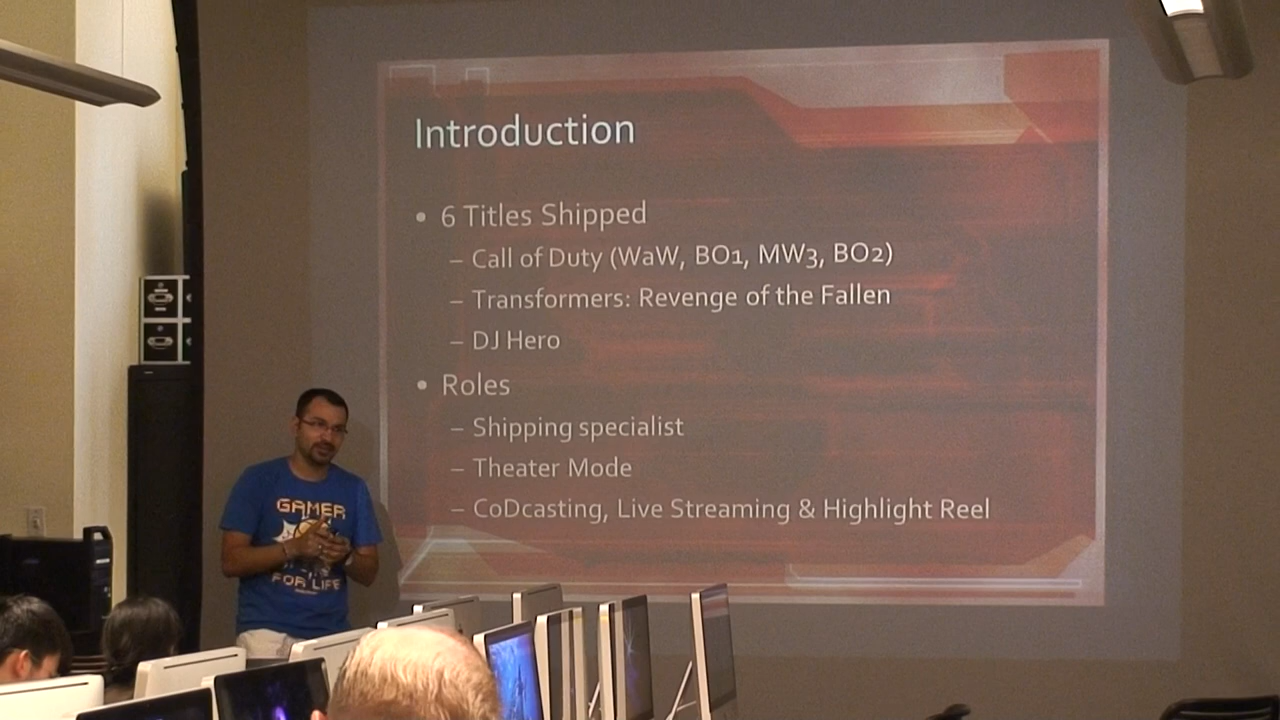 Introduction
• 6 Titles Shipped
– Call of Duty (WaW, BO1, MW3, BO2)
– Transformers: Revenge of the Fallen
– DJ Hero
• Roles
– Shipping specialist
– Theater Mode
– CoDcasting, Live Streaming & Highlight Reel
GAMER
FOR LIFE